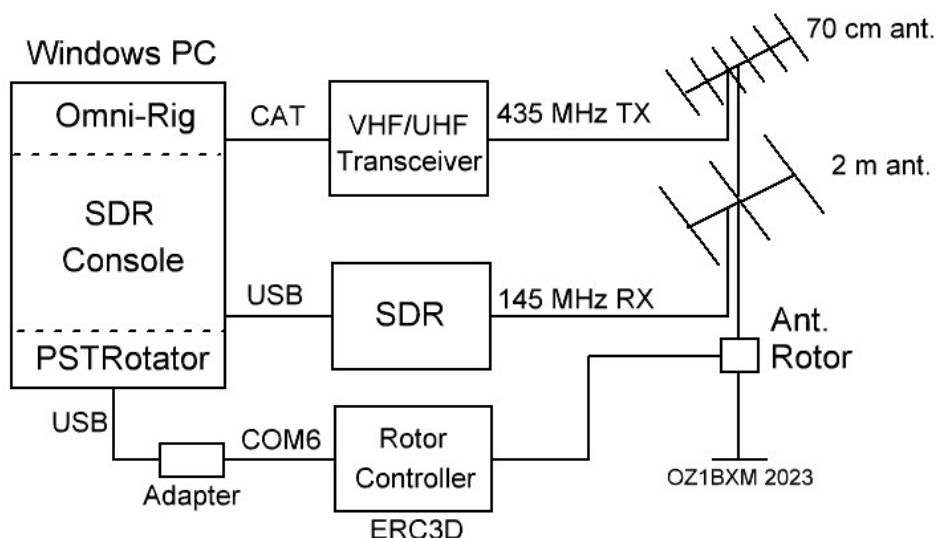 70 cm ant.
Windows PC
Omni-Rig
CAT
VHF/UHF
Transceiver
435 MHz TX
2 m ant.
SDR
Console
USB
SDR
145 MHz RX
Ant.
Rotor
PSTRotator
USB
COM6
Rotor
Controller
Adapter
ERC3D
OZ1BXM 2023